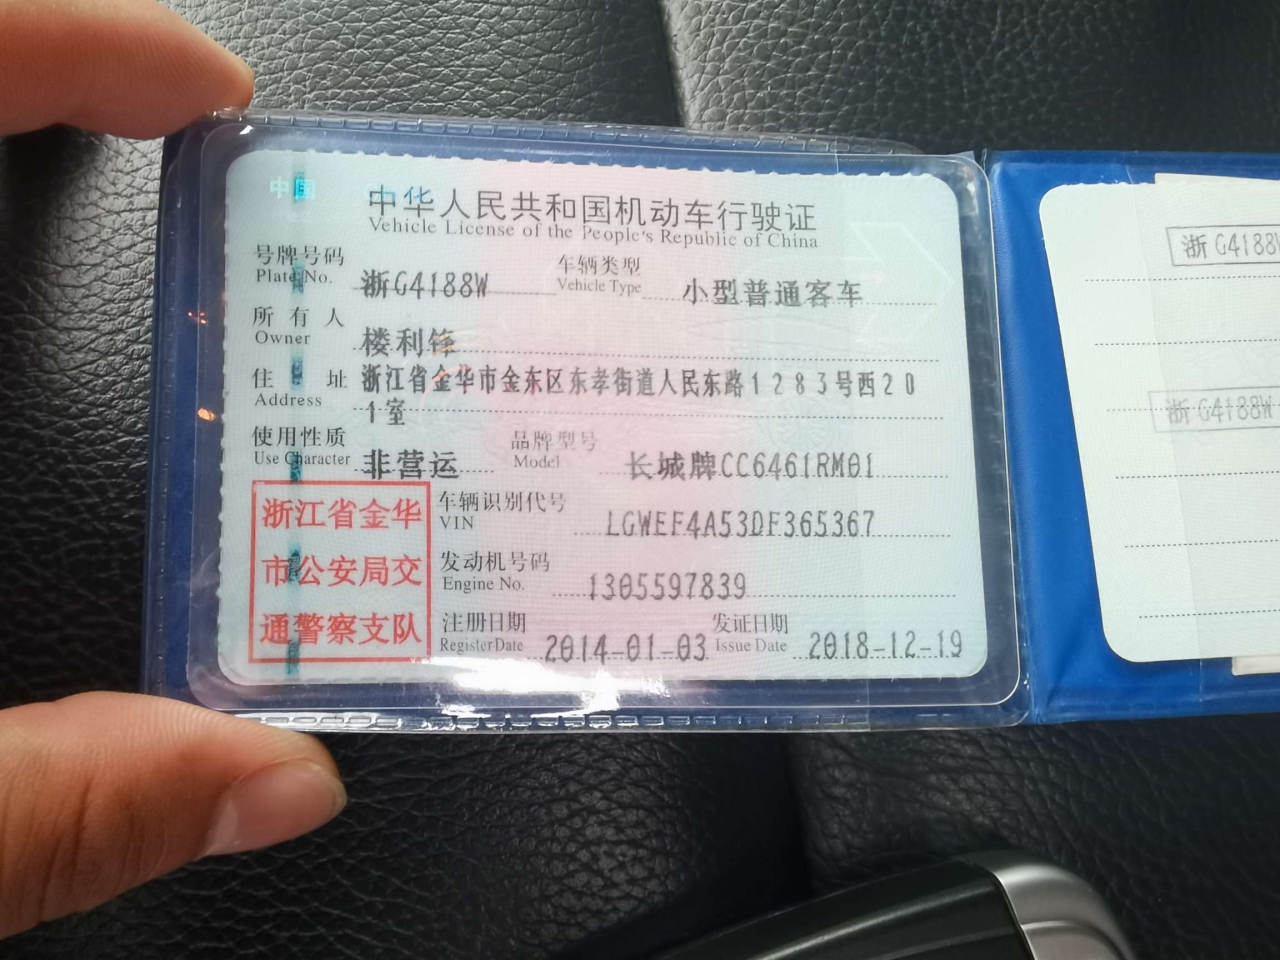 中国
中华人民共和国机动车行驶证
Vehicle License of the People's Republic of China
号牌号码 浙G4188W 车辆类型 小型普通客车
Plate No. Vehicle Type
所有人 楼利锋
Owner
住址 浙江省金华市金东区东孝街道人民东路1283号西20
Address 1室
使用性质 非营运 品牌型号 长城牌CC6461RM01
Use Character Model
浙江省金华
市公安局交
通警察支队
车辆识别代号 LGWEF4A53DF365367
VIN
发动机号码 1305597839
Engine No.
注册日期 2014-01-03 发证日期 2018-12-19
Register Date Issue Date
浙G4188W
浙G4188W